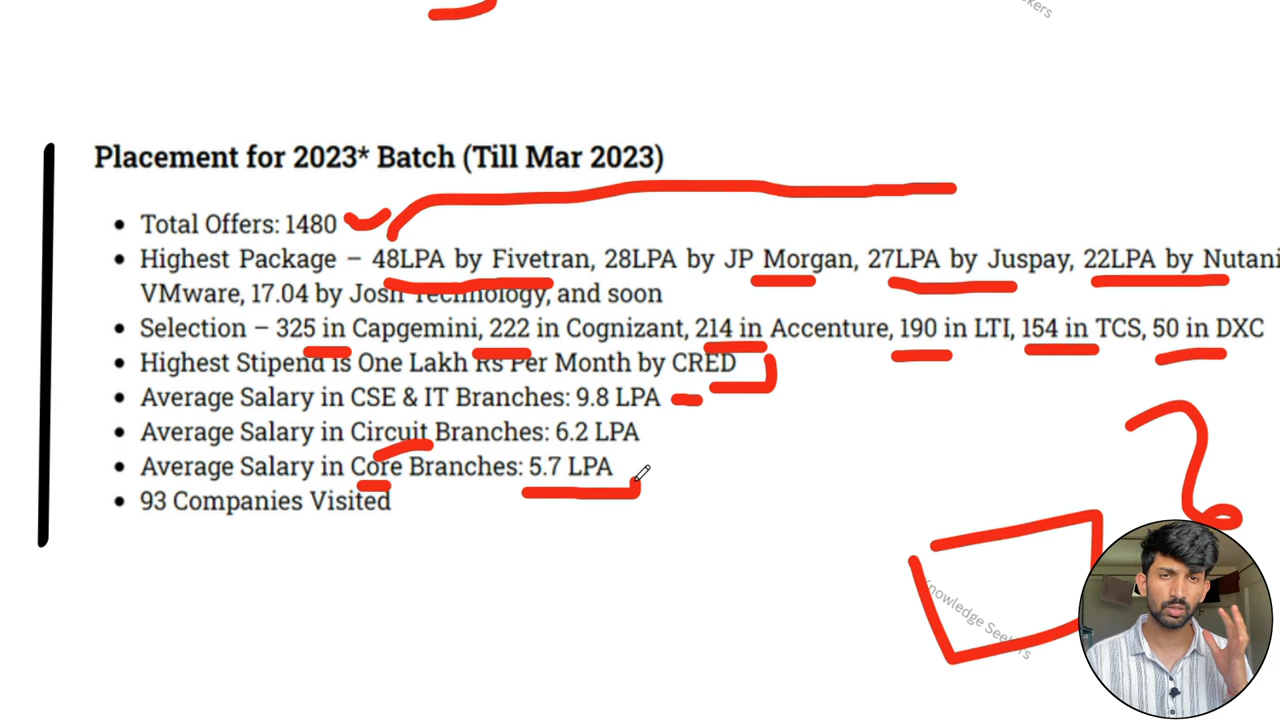 kers
Placement for 2023* Batch (Till Mar 2023)
• Total Offers: 1480
• Highest Package – 48LPA by Fivetran, 28LPA by JP Morgan, 27LPA by Juspay, 22LPA by Nutani
VMware, 17.04 by Josh Technology, and soon
• Selection – 325 in Capgemini, 222 in Cognizant, 214 in Accenture, 190 in LTI, 154 in TCS, 50 in DXC
• Highest Stipend is One Lakh Rs Per Month by CRED
• Average Salary in CSE & IT Branches: 9.8 LPA
• Average Salary in Circuit Branches: 6.2 LPA
• Average Salary in Core Branches: 5.7 LPA
• 93 Companies Visited
Knowledge Seekers